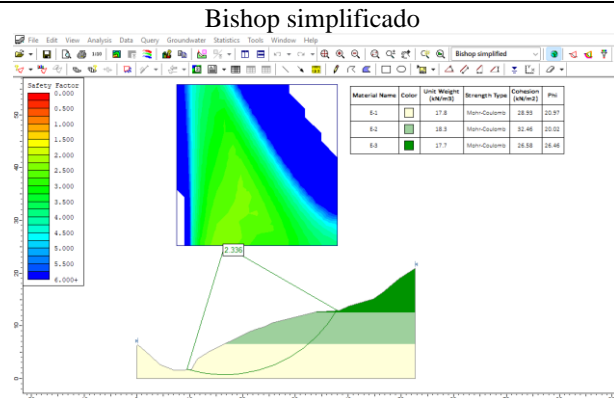 Bishop simplificado
File Edit View Analysis Data Query Groundwater Statistics Tools Window Help
Bishop simplified
Safety Factor
0.000
0.500
1.000
1.500
2.000
2.500
3.000
3.500
4.000
4.500
5.000
5.500
6.000+
Material Name Color Unit Weight (kN/m3) Strength Type Cohesion (kN/m2) Phi
17.8 Mohr-Coulomb 28.93 20.97
18.3 Mohr-Coulomb 32.46 20.02
17.7 Mohr-Coulomb 26.58 26.46
2.336